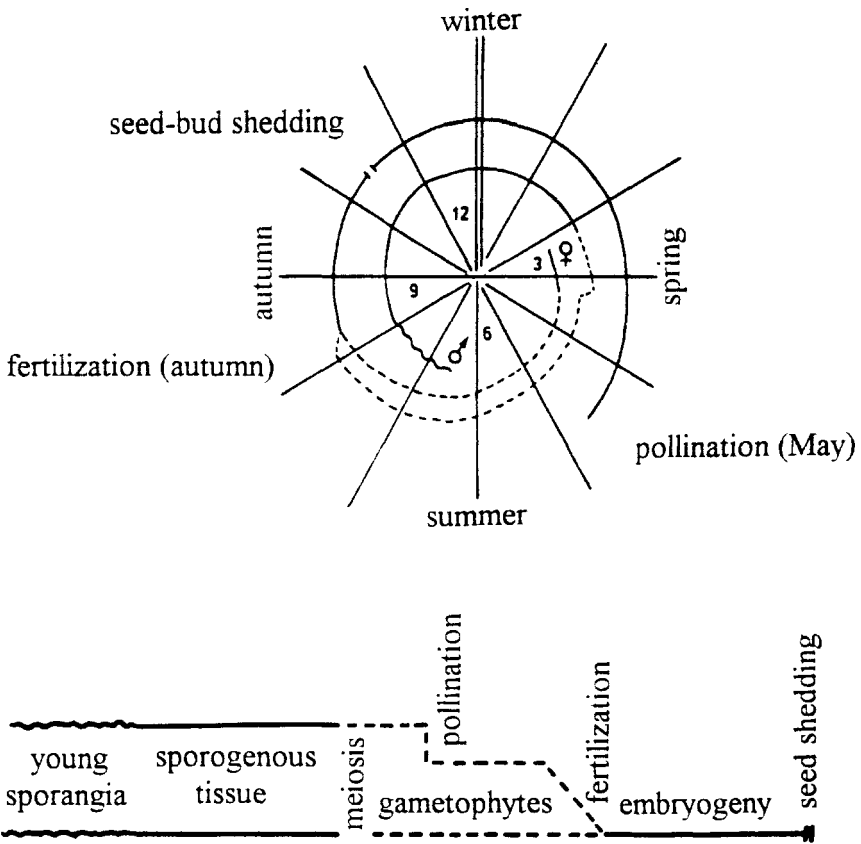 winter
seed-bud shedding
12
autumn
3
♀
spring
9
6
♂
fertilization (autumn)
pollination (May)
summer
pollination
fertilization
seed shedding
meiosis
young
sporangia
sporogenous
tissue
gametophytes
embryogeny